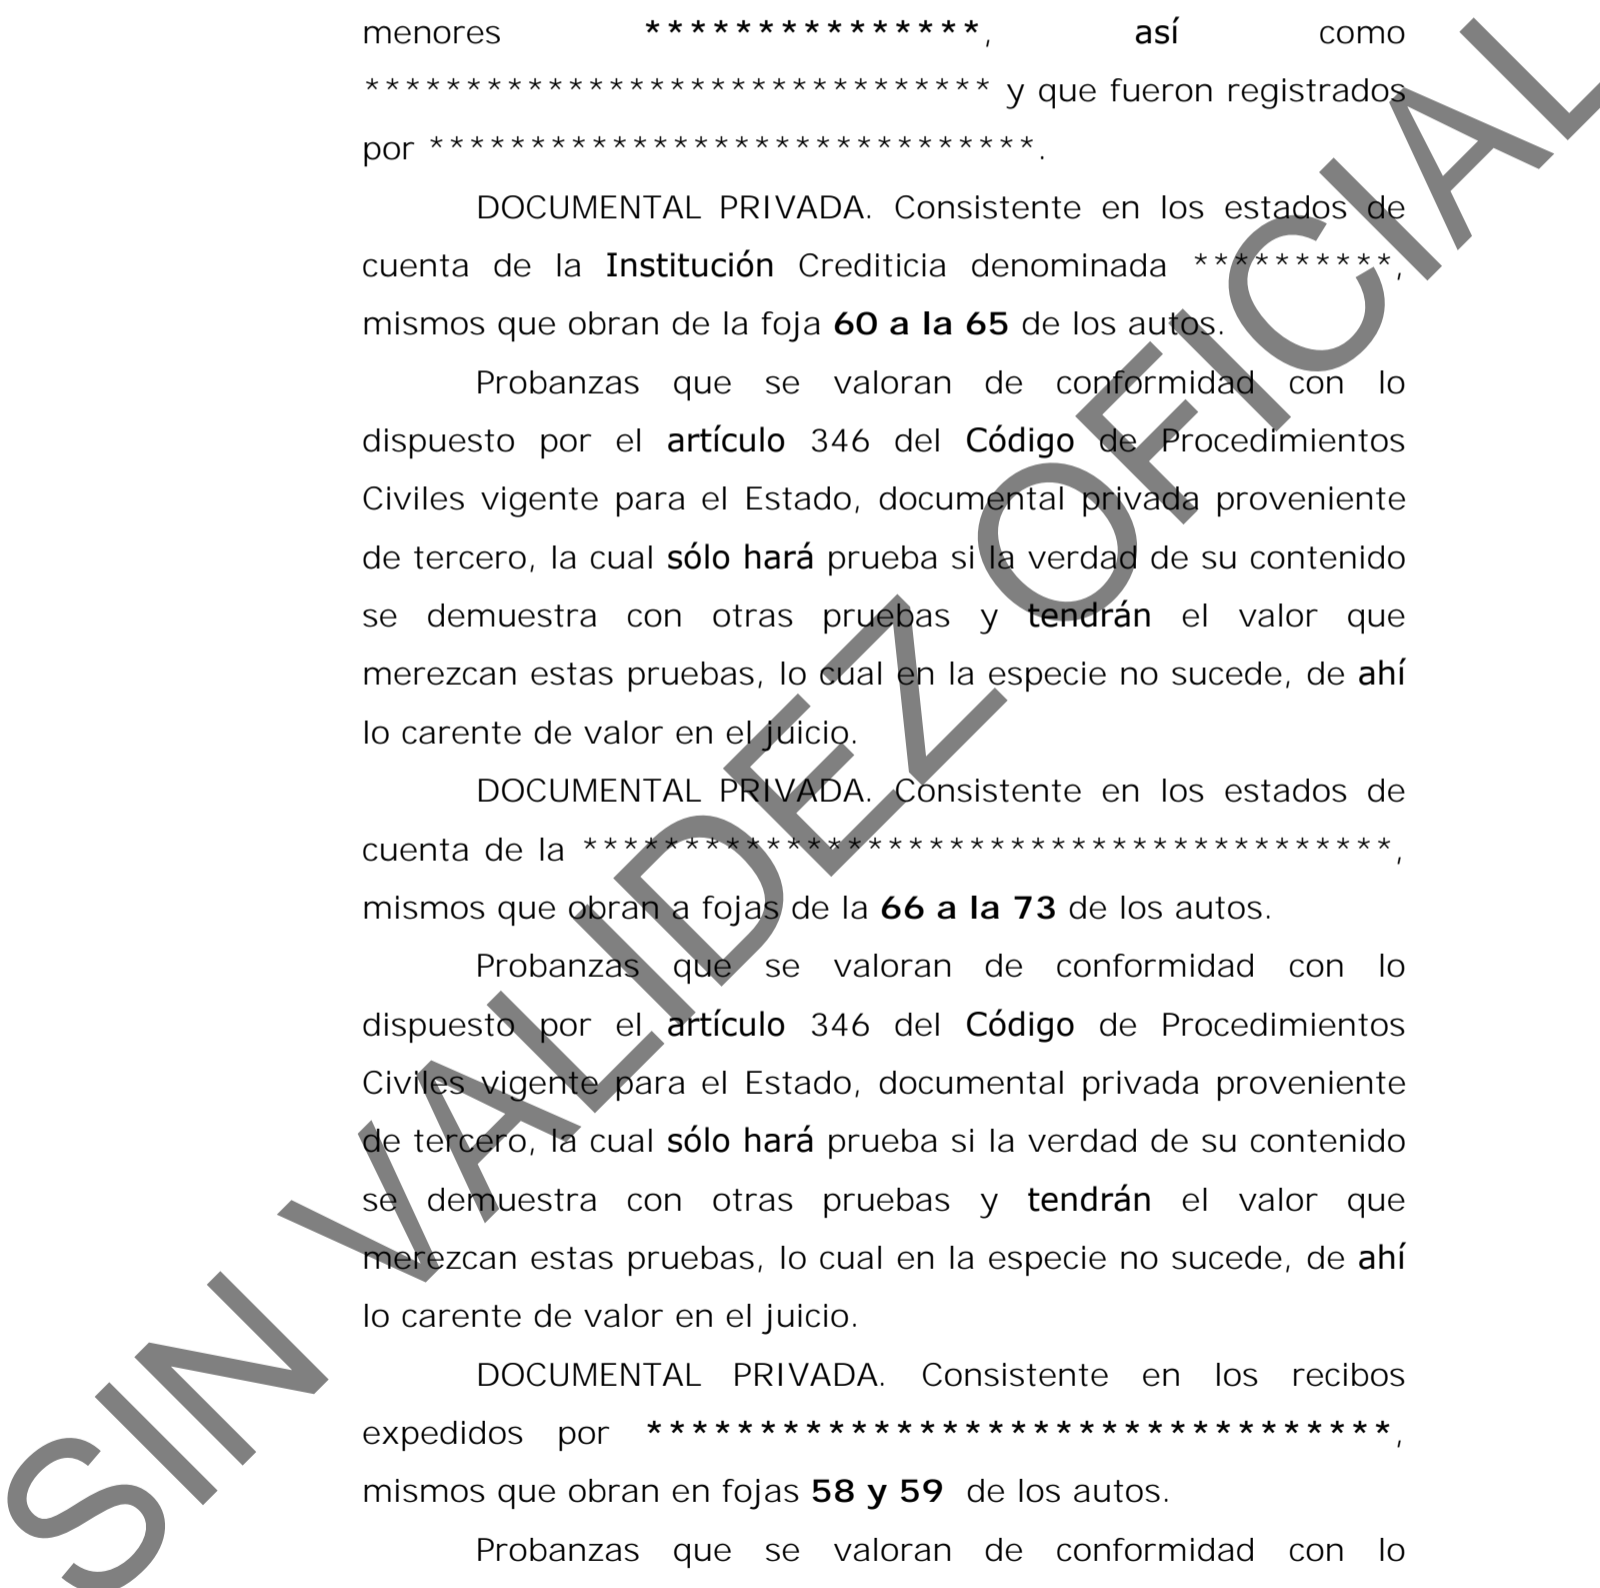 menores ***************, así como
******************************* y que fueron registrados
por ******************************.
DOCUMENTAL PRIVADA. Consistente en los estados de
cuenta de la Institución Crediticia denominada **********,
mismos que obran de la foja 60 a la 65 de los autos.
Probanzas que se valoran de conformidad con lo
dispuesto por el artículo 346 del Código de Procedimientos
Civiles vigente para el Estado, documental privada proveniente
de tercero, la cual sólo hará prueba si la verdad de su contenido
se demuestra con otras pruebas y tendrán el valor que
merezcan estas pruebas, lo cual en la especie no sucede, de ahí
lo carente de valor en el juicio.
DOCUMENTAL PRIVADA. Consistente en los estados de
cuenta de la ****************************************,
mismos que obran a fojas de la 66 a la 73 de los autos.
Probanzas que se valoran de conformidad con lo
dispuesto por el artículo 346 del Código de Procedimientos
Civiles vigente para el Estado, documental privada proveniente
de tercero, la cual sólo hará prueba si la verdad de su contenido
se demuestra con otras pruebas y tendrán el valor que
merezcan estas pruebas, lo cual en la especie no sucede, de ahí
lo carente de valor en el juicio.
DOCUMENTAL PRIVADA. Consistente en los recibos
expedidos por *********************************,
mismos que obran en fojas 58 y 59 de los autos.
Probanzas que se valoran de conformidad con lo
SIN VALIDEZ OFICIAL